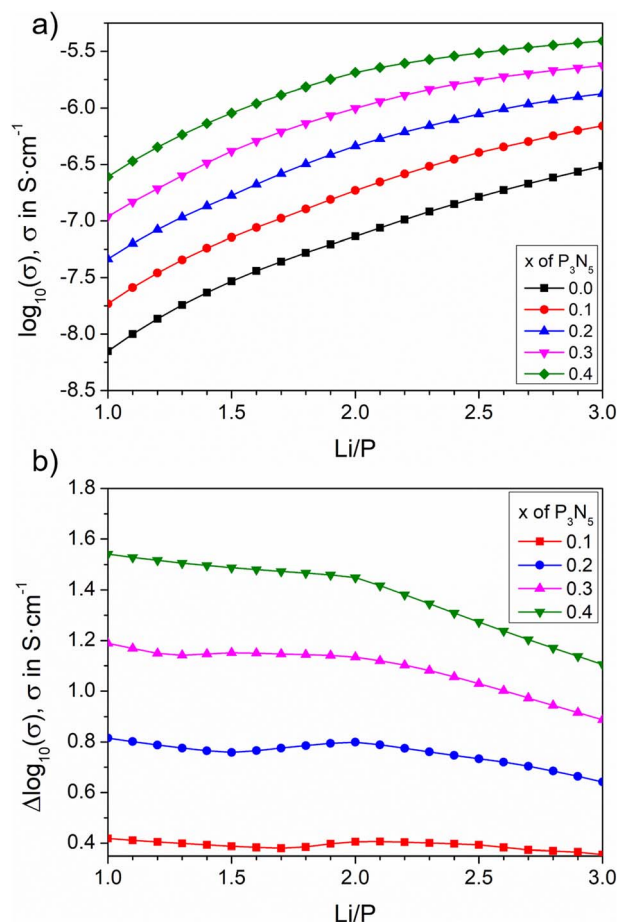 a)
-5.5
-6.0
-6.5
-7.0
-7.5
-8.0
-8.5
log₁₀(σ), σ in S·cm⁻¹
x of P₃N₅
0.0
0.1
0.2
0.3
0.4
1.0 1.5 2.0 2.5 3.0
Li/P
b)
1.8
1.6
1.4
1.2
1.0
0.8
0.6
0.4
Δlog₁₀(σ), σ in S·cm⁻¹
x of P₃N₅
0.1
0.2
0.3
0.4
1.0 1.5 2.0 2.5 3.0
Li/P